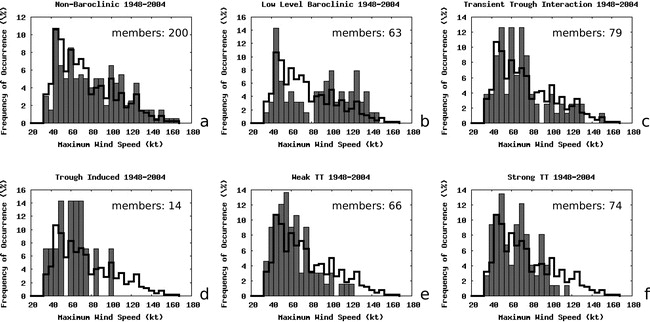 Non-Baroclinic 1948-2004
Frequency of Occurrence (\%)
12
10
8
6
4
2
0
members: 200
20 40 60 80 100 120 140 160 180
Maximum Wind Speed (kt)
a
Low Level Baroclinic 1948-2004
Frequency of Occurrence (\%)
16
14
12
10
8
6
4
2
0
members: 63
20 40 60 80 100 120 140 160 180
Maximum Wind Speed (kt)
b
Transient Trough Interaction 1948-2004
Frequency of Occurrence (\%)
14
12
10
8
6
4
2
0
members: 79
20 40 60 80 100 120 140 160 180
Maximum Wind Speed (kt)
c
Trough Induced 1948-2004
Frequency of Occurrence (\%)
16
14
12
10
8
6
4
2
0
members: 14
20 40 60 80 100 120 140 160 180
Maximum Wind Speed (kt)
d
Weak TT 1948-2004
Frequency of Occurrence (\%)
14
12
10
8
6
4
2
0
members: 66
20 40 60 80 100 120 140 160 180
Maximum Wind Speed (kt)
e
Strong TT 1948-2004
Frequency of Occurrence (\%)
14
12
10
8
6
4
2
0
members: 74
20 40 60 80 100 120 140 160 180
Maximum Wind Speed (kt)
f